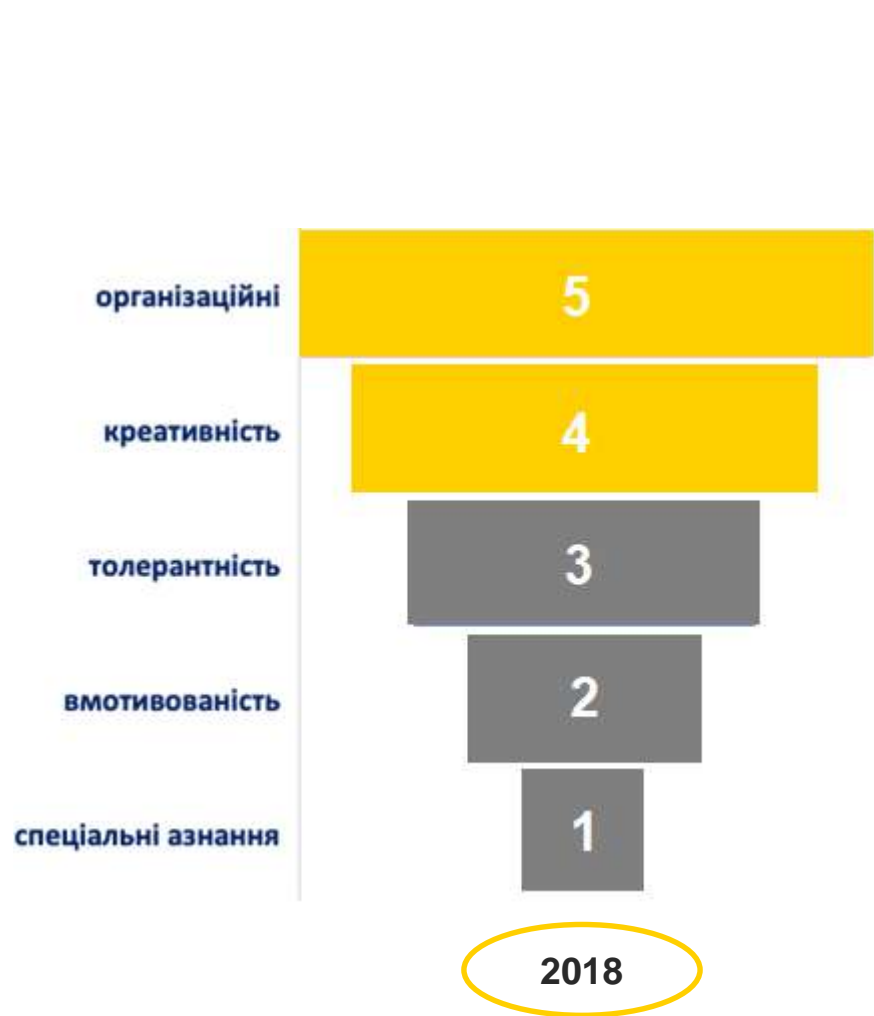 організаційні 5
креативність 4
толерантність 3
вмотивованість 2
спеціальні азнання 1
2018